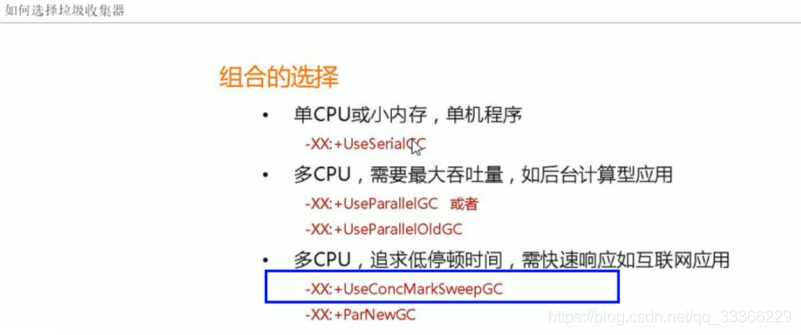 如何选择垃圾收集器
组合的选择
• 单CPU或小内存，单机程序
-XX:+UseSerialGC
• 多CPU，需要最大吞吐量，如后台计算型应用
-XX:+UseParallelGC 或者
-XX:+UseParallelOldGC
• 多CPU，追求低停顿时间，需快速响应如互联网应用
-XX:+UseConcMarkSweepGC
-XX:+ParNewGC
https://blog.csdn.net/qq_33366229